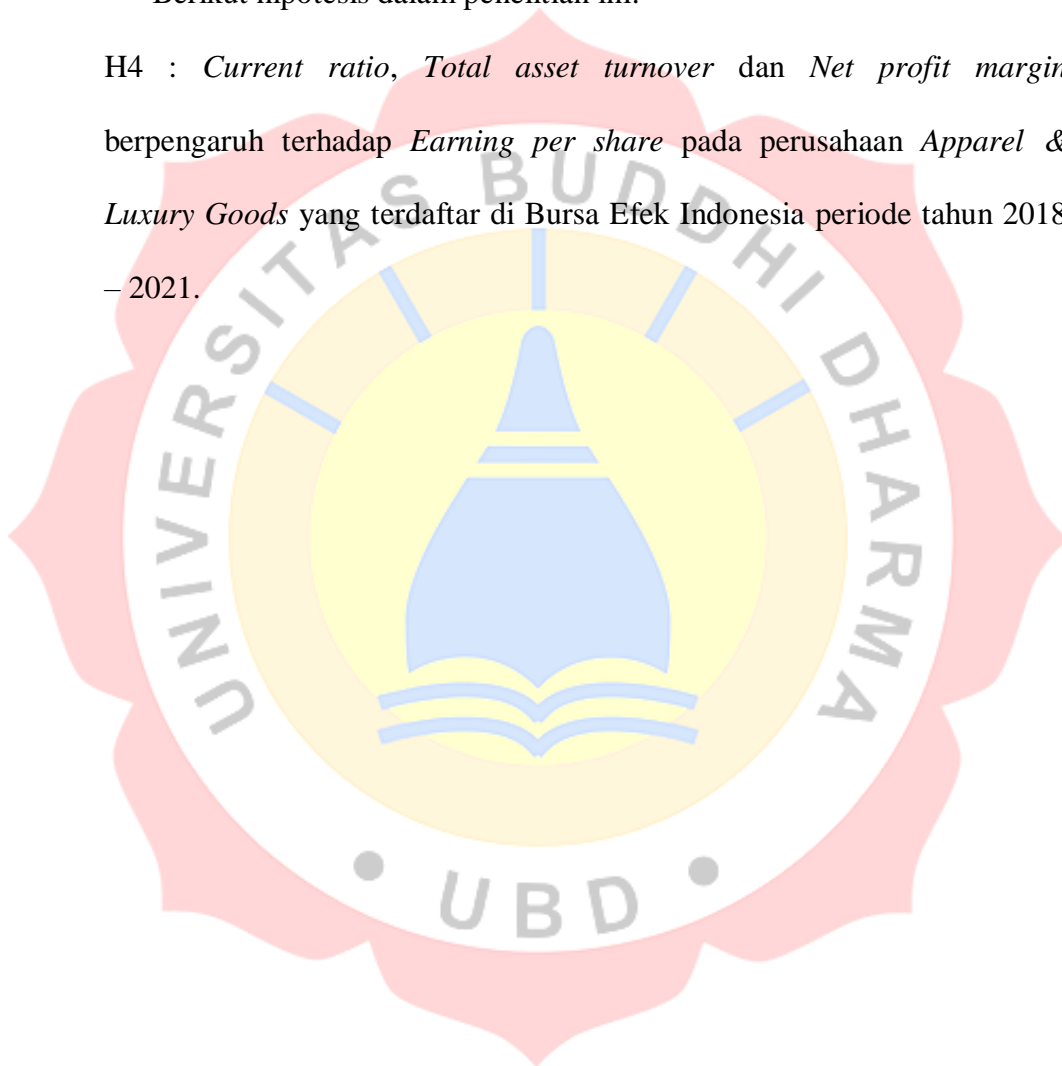 Berikut hipotesis dalam penelitian ini:
H4 : Current ratio, Total asset turnover dan Net profit margin
berpengaruh terhadap Earning per share pada perusahaan Apparel &
Luxury Goods yang terdaftar di Bursa Efek Indonesia periode tahun 2018
– 2021.
UNIVERSITAS BUDDHI DHARMA
• UBD •